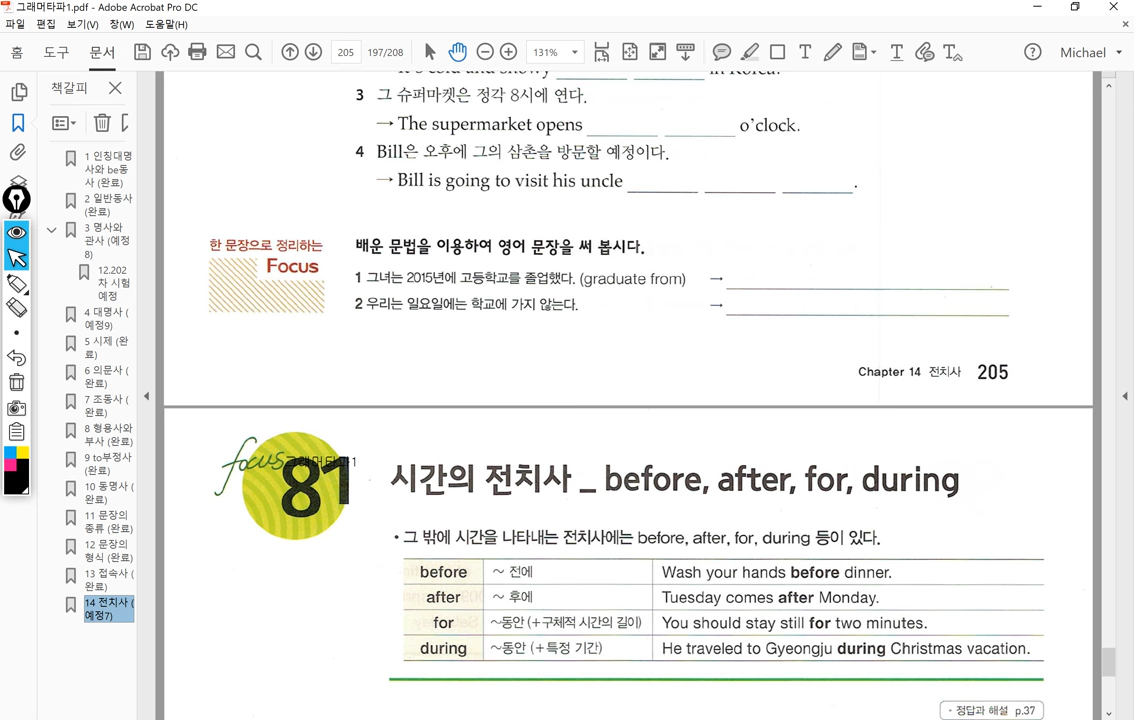 그래머타파1.pdf - Adobe Acrobat Pro DC
파일 편집 보기(V) 창(W) 도움말(H)
홈 도구 문서 205 197/208 131% Michael
책갈피
1 인칭대명
사와 be동
사 (완료)
2 일반동사
(완료)
3 명사와
관사 (예정
8)
12.202
차 시험
예정
4 대명사 (
예정9)
5 시제 (완
료)
6 의문사 (
완료)
7 조동사 (
완료)
8 형용사와
부사 (완료)
9 to부정사
(완료)
10 동명사 (
완료)
11 문장의
종류 (완료)
12 문장의
형식 (완료)
13 접속사 (
완료)
14 전치사 (
예정7)
It's cold and snowy in Korea.
3 그 슈퍼마켓은 정각 8시에 연다.
→ The supermarket opens o'clock.
4 Bill은 오후에 그의 삼촌을 방문할 예정이다.
→ Bill is going to visit his uncle .
한 문장으로 정리하는
Focus
배운 문법을 이용하여 영어 문장을 써 봅시다.
1 그녀는 2015년에 고등학교를 졸업했다. (graduate from) →
2 우리는 일요일에는 학교에 가지 않는다. →
Chapter 14 전치사 205
focus 그래머타파1
81
시간의 전치사 _ before, after, for, during
• 그 밖에 시간을 나타내는 전치사에는 before, after, for, during 등이 있다.
before ~ 전에 Wash your hands before dinner.
after ~ 후에 Tuesday comes after Monday.
for ~동안 (+구체적 시간의 길이) You should stay still for two minutes.
during ~동안 (+특정 기간) He traveled to Gyeongju during Christmas vacation.
• 정답과 해설 p.37